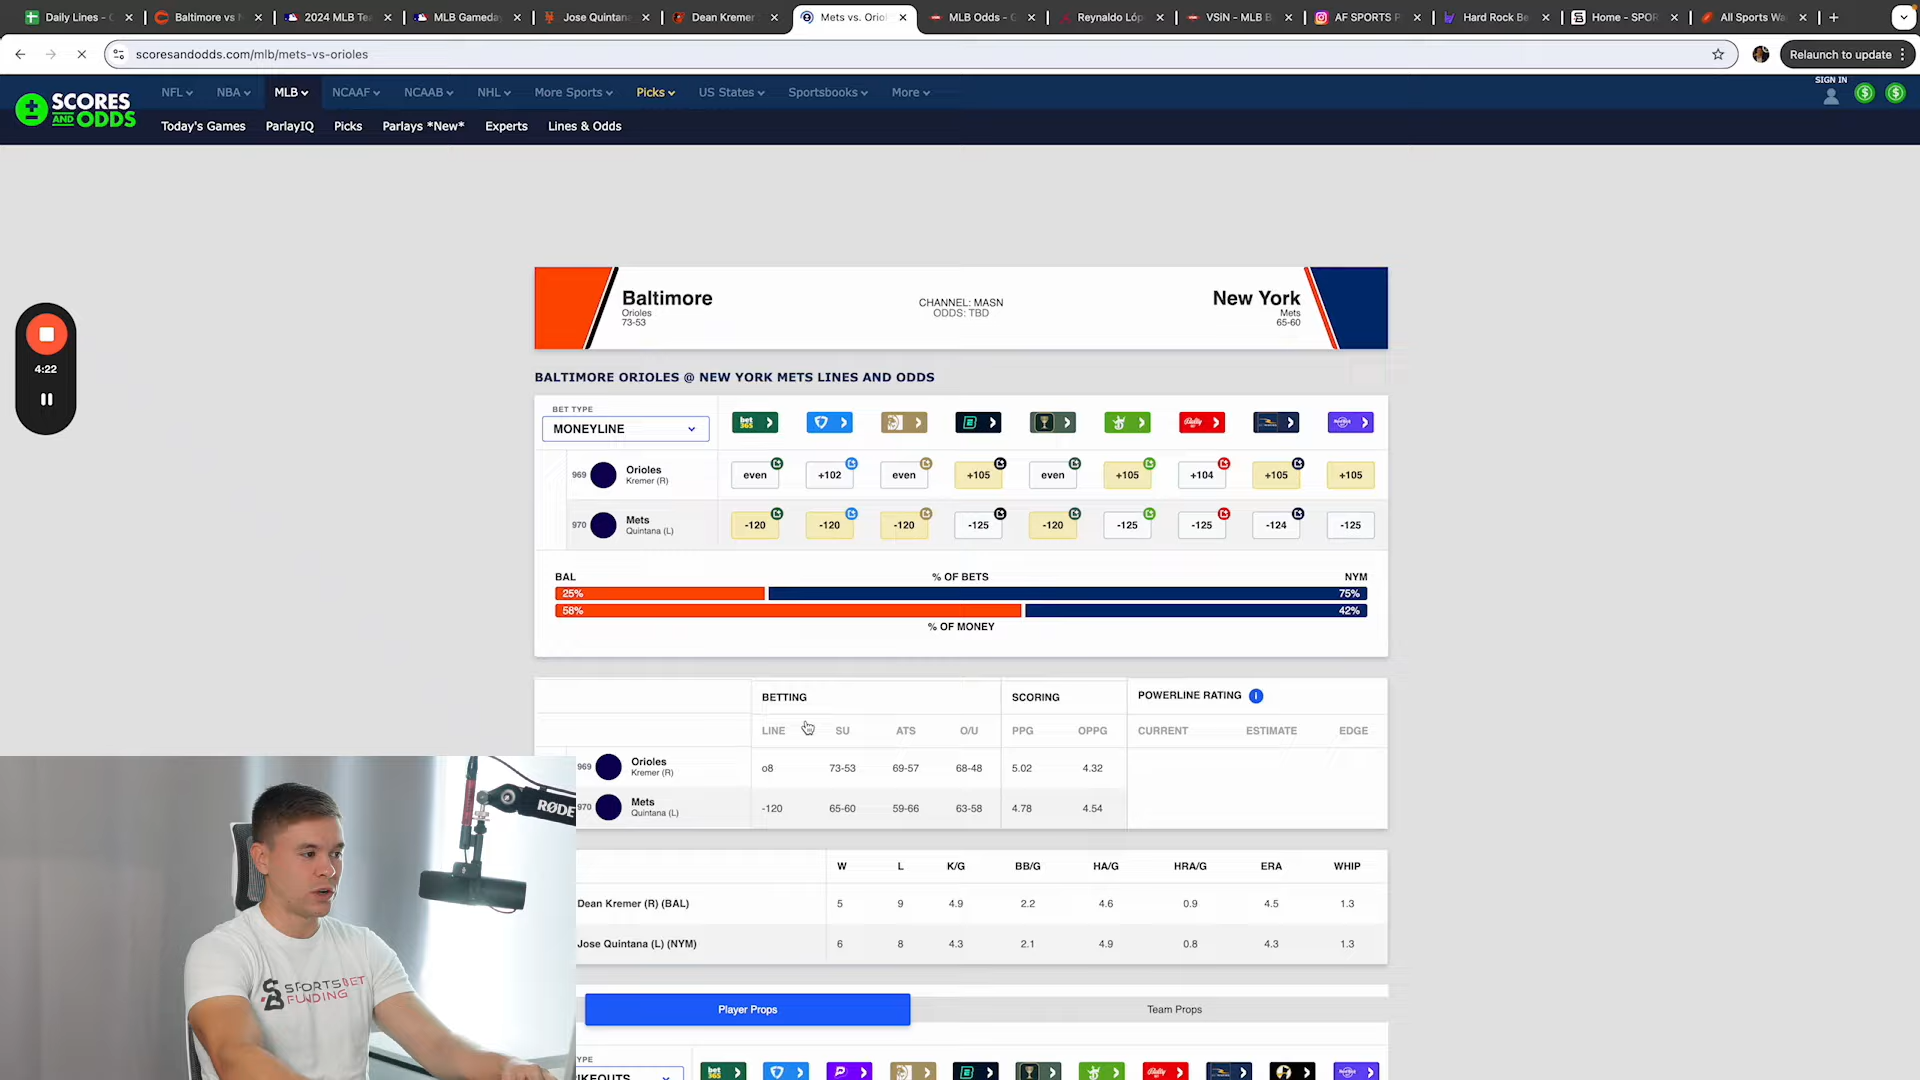 Daily Lines - G
Baltimore vs N
2024 MLB Tea
MLB Gameday
Jose Quintana
Dean Kremer
Mets vs. Oriol
MLB Odds - G
Reynaldo Lóp
VSiN - MLB B
AF SPORTS P
Hard Rock Be
Home - SPOR
All Sports Wa
scoresandodds.com/mlb/mets-vs-orioles
Relaunch to update
SCORES AND ODDS
NFL NBA MLB NCAAF NCAAB NHL More Sports Picks US States Sportsbooks More
SIGN IN
Today's Games ParlayIQ Picks Parlays *New* Experts Lines & Odds
Baltimore
Orioles
73-53
CHANNEL: MASN
ODDS: TBD
New York
Mets
65-60
4:22
BALTIMORE ORIOLES @ NEW YORK METS LINES AND ODDS
BET TYPE
MONEYLINE
bet365
Bally
969 Orioles Kremer (R) even +102 even +105 even +105 +104 +105 +105
970 Mets Quintana (L) -120 -120 -120 -125 -120 -125 -125 -124 -125
BAL % OF BETS NYM
25% 75%
58% 42%
% OF MONEY
BETTING SCORING POWERLINE RATING i
LINE SU ATS O/U PPG OPPG CURRENT ESTIMATE EDGE
969 Orioles Kremer (R) o8 73-53 69-57 68-48 5.02 4.32
970 Mets Quintana (L) -120 65-60 59-66 63-58 4.78 4.54
W L K/G BB/G HA/G HRA/G ERA WHIP
Dean Kremer (R) (BAL) 5 9 4.9 2.2 4.6 0.9 4.5 1.3
Jose Quintana (L) (NYM) 6 8 4.3 2.1 4.9 0.8 4.3 1.3
Player Props Team Props
TYPE
IKEOUTS
bet365
Bally
RØDE
SPORTSBET
FUNDING